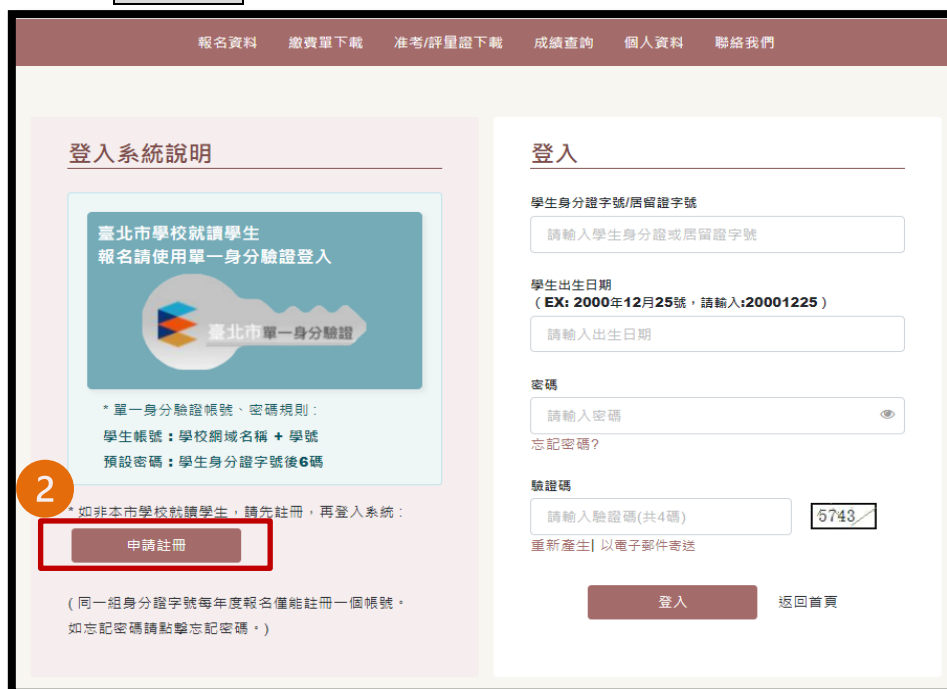 報名資料 繳費單下載 准考/評量證下載 成績查詢 個人資料 聯絡我們
登入系統說明
臺北市學校就讀學生
報名請使用單一身分驗證登入
臺北市單一身分驗證
* 單一身分驗證帳號、密碼規則:
學生帳號:學校網域名稱 + 學號
預設密碼:學生身分證字號後6碼
2
* 如非本市學校就讀學生,請先註冊,再登入系統:
申請註冊
(同一組身分證字號每年度報名僅能註冊一個帳號。
如忘記密碼請點擊忘記密碼。)
登入
學生身分證字號/居留證字號
請輸入學生身分證或居留證字號
學生出生日期
(EX: 2000年12月25號,請輸入:20001225)
請輸入出生日期
密碼
請輸入密碼
忘記密碼?
驗證碼
請輸入驗證碼(共4碼)
5743
重新產生| 以電子郵件寄送
登入 返回首頁